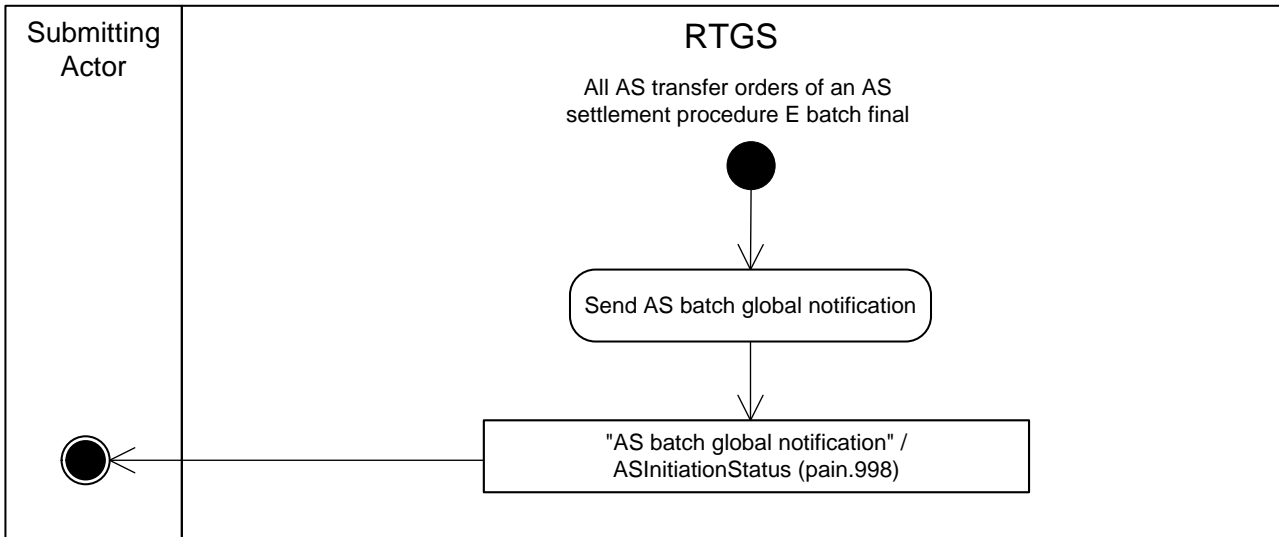 Submitting
Actor
RTGS
All AS transfer orders of an AS
settlement procedure E batch final
Send AS batch global notification
"AS batch global notification" /
ASInitiationStatus (pain.998)